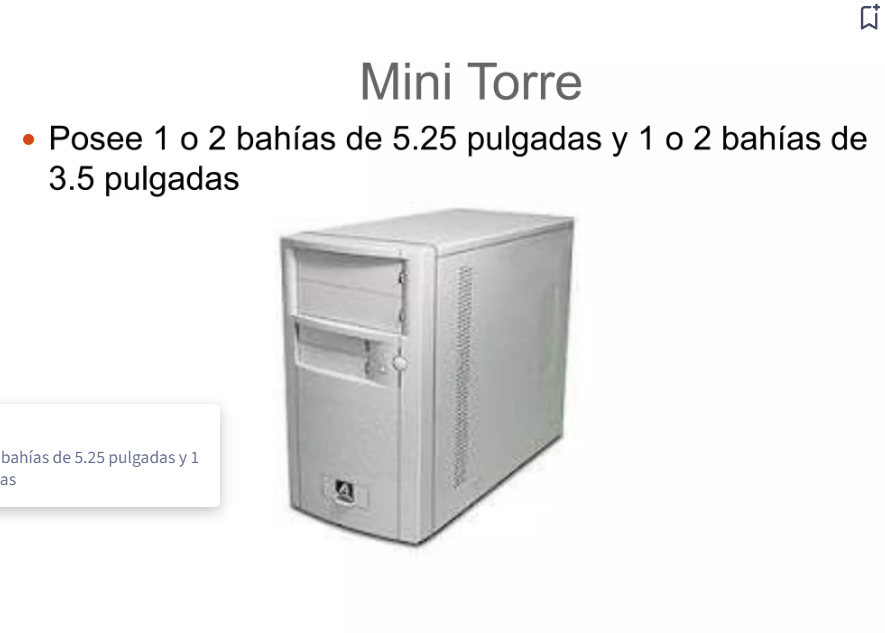 Mini Torre
Posee 1 o 2 bahías de 5.25 pulgadas y 1 o 2 bahías de
3.5 pulgadas
bahías de 5.25 pulgadas y 1
as